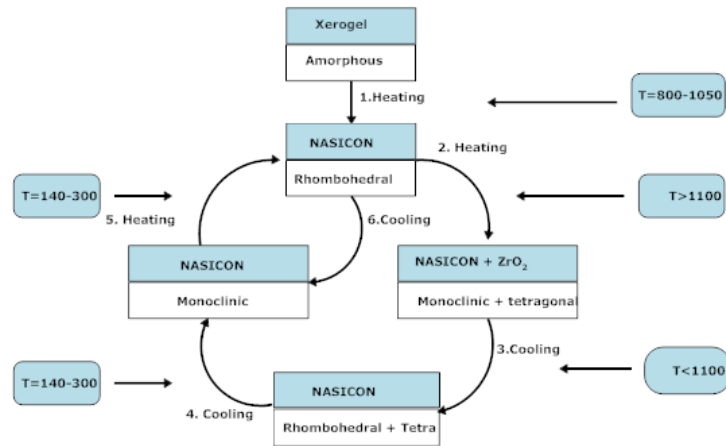 Xerogel
Amorphous
1.Heating
T=800-1050
NASICON
Rhombohedral
2. Heating
T=140-300
5. Heating
6.Cooling
T>1100
NASICON
Monoclinic
NASICON + ZrO₂
Monoclinic + tetragonal
3.Cooling
T<1100
T=140-300
4. Cooling
NASICON
Rhombohedral + Tetra